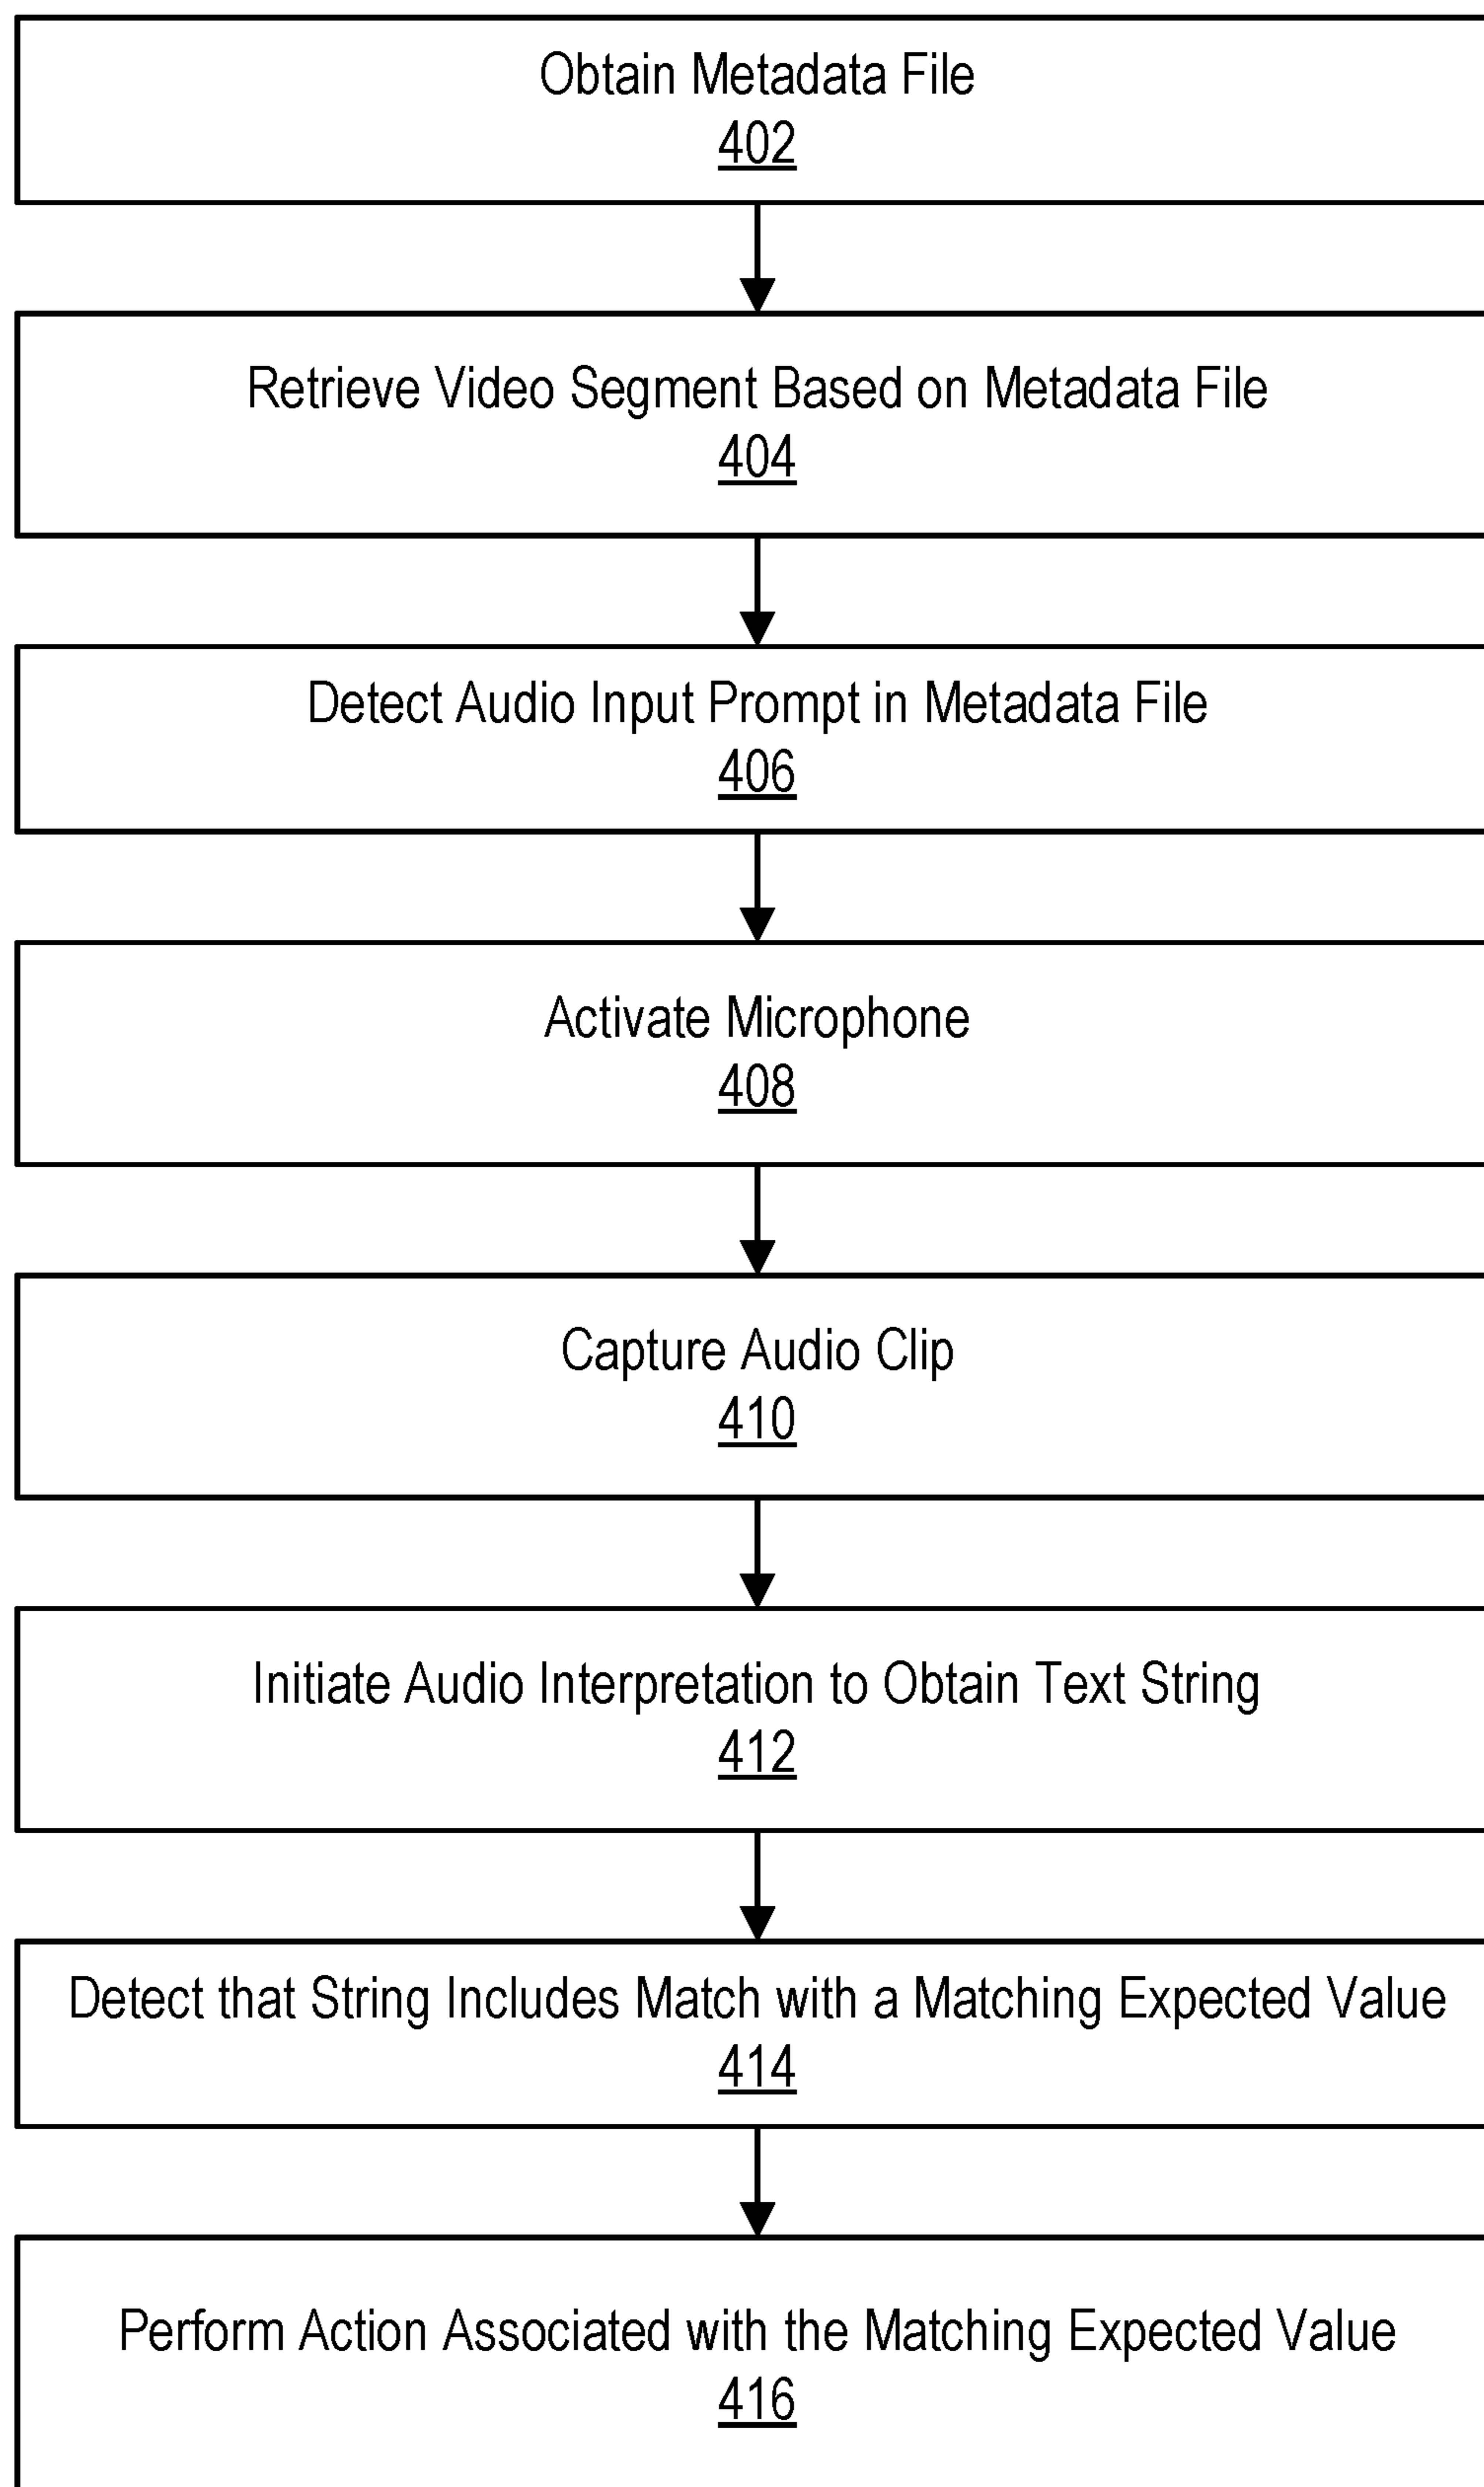 Obtain Metadata File
402
Retrieve Video Segment Based on Metadata File
404
Detect Audio Input Prompt in Metadata File
406
Activate Microphone
408
Capture Audio Clip
410
Initiate Audio Interpretation to Obtain Text String
412
Detect that String Includes Match with a Matching Expected Value
414
Perform Action Associated with the Matching Expected Value
416